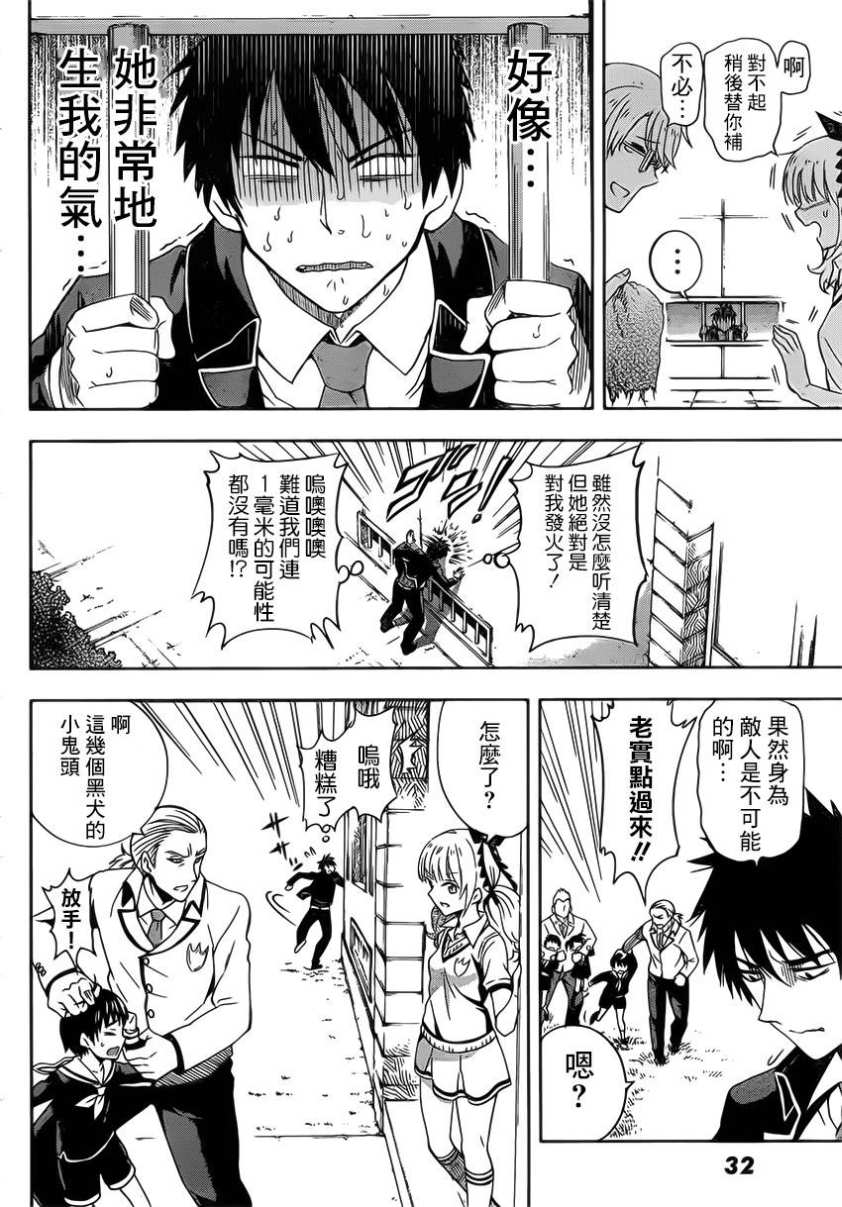 啊
對不起
稍後替你補
不必…
…
好像…
她非常地
生我的氣…
雖然沒怎麼听清楚
但她絕對是
對我發火了！
嗚噢噢噢
難道我們連
1毫米的可能性
都沒有嗎!?
ゴゴッ
果然身為
敵人是不可能
的啊…
老實點過來!!
嗯？
怎麼了？
嗚哦
糟糕了
啊
這幾個黑犬的
小鬼頭
放手！
32